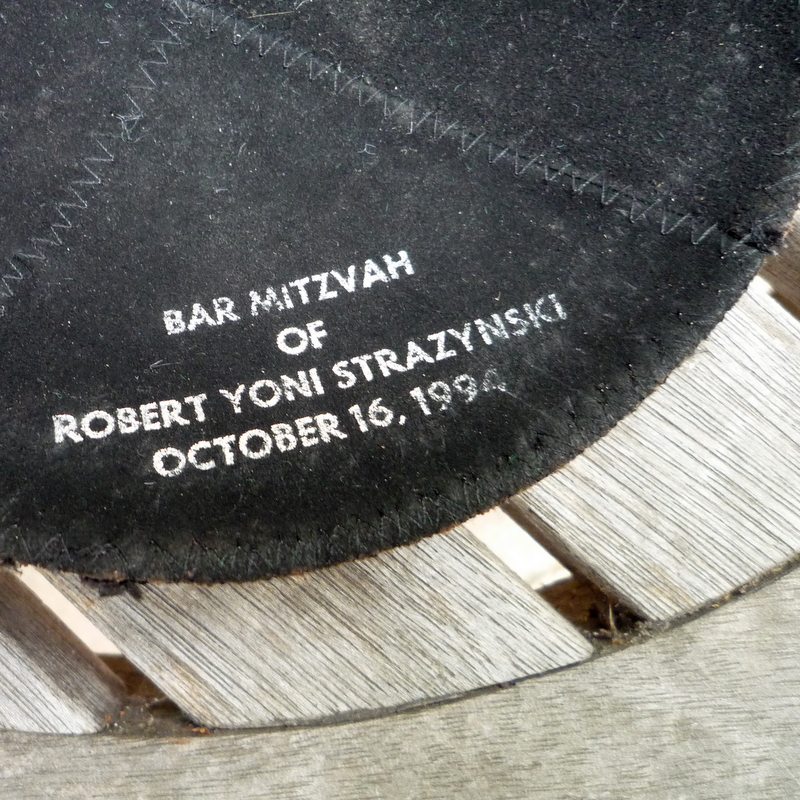 BAR MITZVAH
OF
ROBERT YONI STRAZYNSKI
OCTOBER 16, 1994